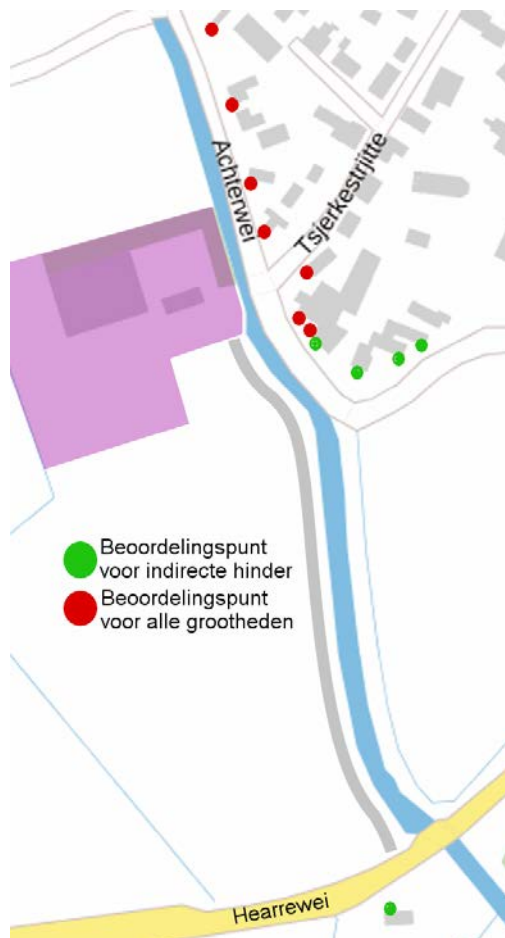 Achterwei
Tsjerkestrjitte
Beoordelingspunt
voor indirecte hinder
Beoordelingspunt
voor alle grootheden
Hearrewei